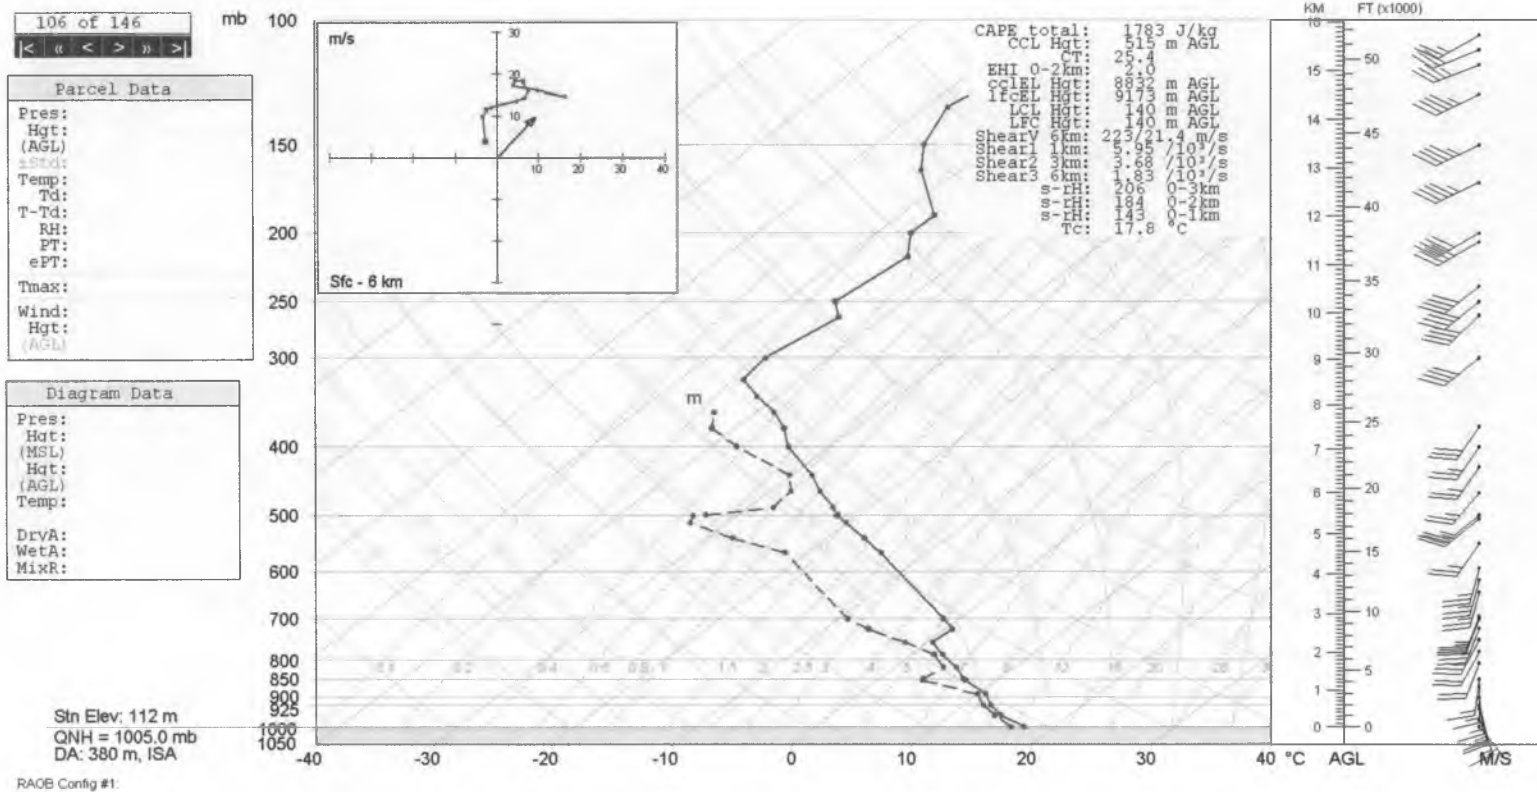 106 of 146
|< « < > » >|
Parcel Data
Pres:
Hgt:
(AGL)
±Std:
Temp:
Td:
T-Td:
RH:
PT:
ePT:
Tmax:
Wind:
Hgt:
(AGL)
Diagram Data
Pres:
Hgt:
(MSL)
Hgt:
(AGL)
Temp:
DryA:
WetA:
MixR:
Stn Elev: 112 m
QNH = 1005.0 mb
DA: 380 m, ISA
RAOB Config #1:
mb
100
150
200
250
300
400
500
600
700
800
850
900
925
1000
1050
m/s
30
20
10
10 20 30 40
Sfc - 6 km
CAPE total: 1783 J/kg
CCL Hgt: 515 m AGL
CT: 25.4
EHI 0-2km: 2.0
cclEL Hgt: 8832 m AGL
lfcEL Hgt: 9173 m AGL
LCL Hgt: 140 m AGL
LFC Hgt: 140 m AGL
ShearV 6km: 223/21.4 m/s
Shear1 1km: 5.95 /10³/s
Shear2 3km: 3.68 /10³/s
Shear3 6km: 1.83 /10³/s
s-rH: 206 0-3km
s-rH: 184 0-2km
s-rH: 143 0-1km
Tc: 17.8 °C
m
-40 -30 -20 -10 0 10 20 30 40 °C AGL M/S
KM FT (x1000)
15
14
13
12
11
10
9
8
7
6
5
4
3
2
1
0
50
45
40
35
30
25
20
15
10
5
0